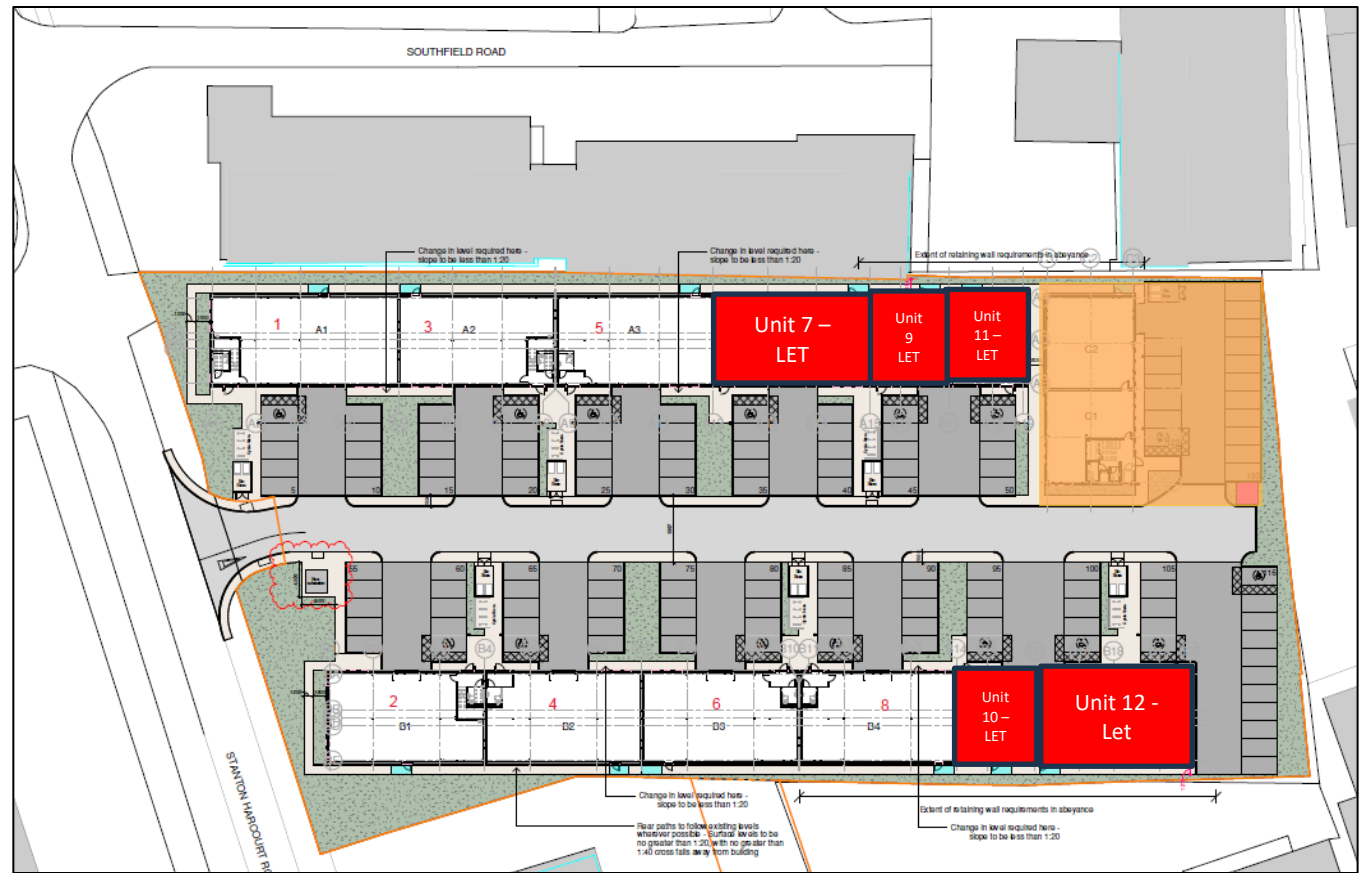 SOUTHFIELD ROAD
Change in level required here -
slope to be less than 1:20
Change in level required here -
slope to be less than 1:20
Extent of retaining wall requirements in abeyance
1
A1
3
A2
5
A3
Unit 7 –
LET
Unit
9
LET
Unit
11 –
LET
C2
C1
5
10
15
20
25
30
35
40
45
50
55
60
65
70
75
80
85
90
95
100
105
B4
B10
B11
B18
2
B1
4
B2
6
B3
8
B4
Unit
10 –
LET
Unit 12 -
Let
STANTON HARCOURT
Change in level required here -
slope to be less than 1:20
Rear paths to follow existing levels
wherever possible - Surface levels to be
no greater than 1:20, with no greater than
1:40 cross falls away from building
Extent of retaining wall requirements in abeyance
Change in level required here -
slope to be less than 1:20